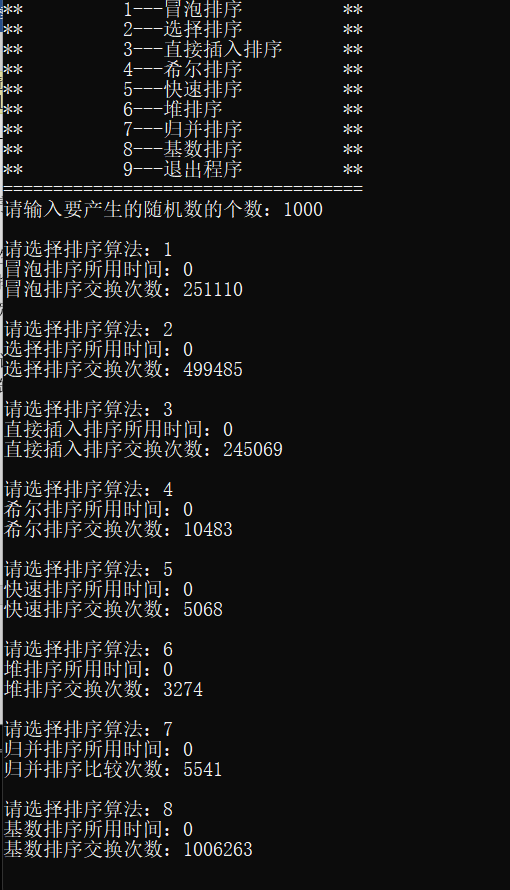 **          1---冒泡排序          **
**          2---选择排序          **
**          3---直接插入排序      **
**          4---希尔排序          **
**          5---快速排序          **
**          6---堆排序            **
**          7---归并排序          **
**          8---基数排序          **
**          9---退出程序          **
====================================
请输入要产生的随机数的个数：1000
请选择排序算法：1
冒泡排序所用时间：0
冒泡排序交换次数：251110
请选择排序算法：2
选择排序所用时间：0
选择排序交换次数：499485
请选择排序算法：3
直接插入排序所用时间：0
直接插入排序交换次数：245069
请选择排序算法：4
希尔排序所用时间：0
希尔排序交换次数：10483
请选择排序算法：5
快速排序所用时间：0
快速排序交换次数：5068
请选择排序算法：6
堆排序所用时间：0
堆排序交换次数：3274
请选择排序算法：7
归并排序所用时间：0
归并排序比较次数：5541
请选择排序算法：8
基数排序所用时间：0
基数排序交换次数：1006263